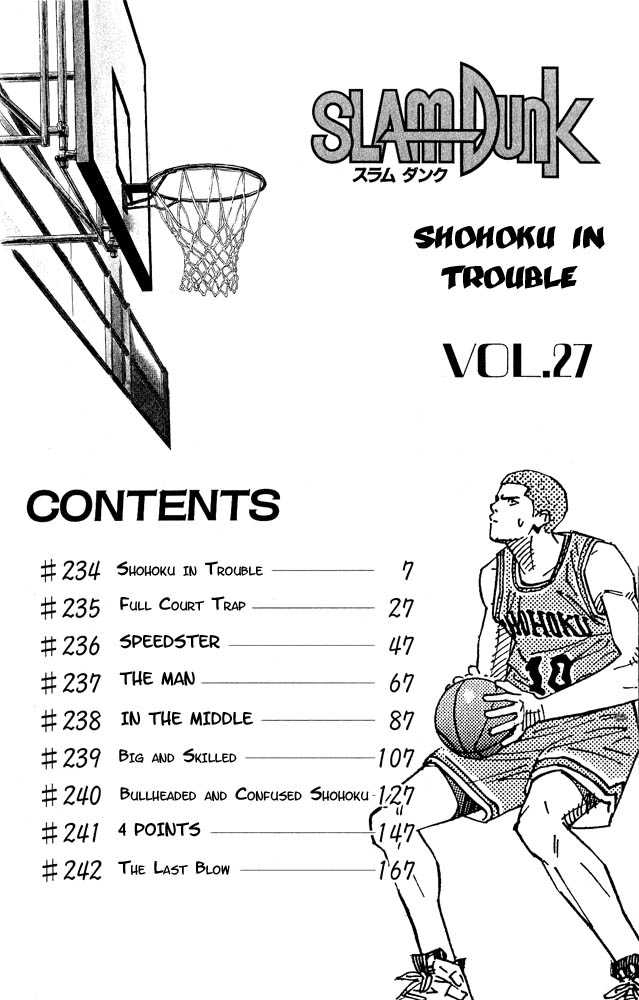 SLAM DUNK
スラム ダンク
SHOHOKU IN
TROUBLE
VOL.27
CONTENTS
#234 SHOHOKU IN TROUBLE 7
#235 FULL COURT TRAP 27
#236 SPEEDSTER 47
#237 THE MAN 67
#238 IN THE MIDDLE 87
#239 BIG AND SKILLED 107
#240 BULLHEADED AND CONFUSED SHOHOKU 127
#241 4 POINTS 147
#242 THE LAST BLOW 167
SHOHOKU
10